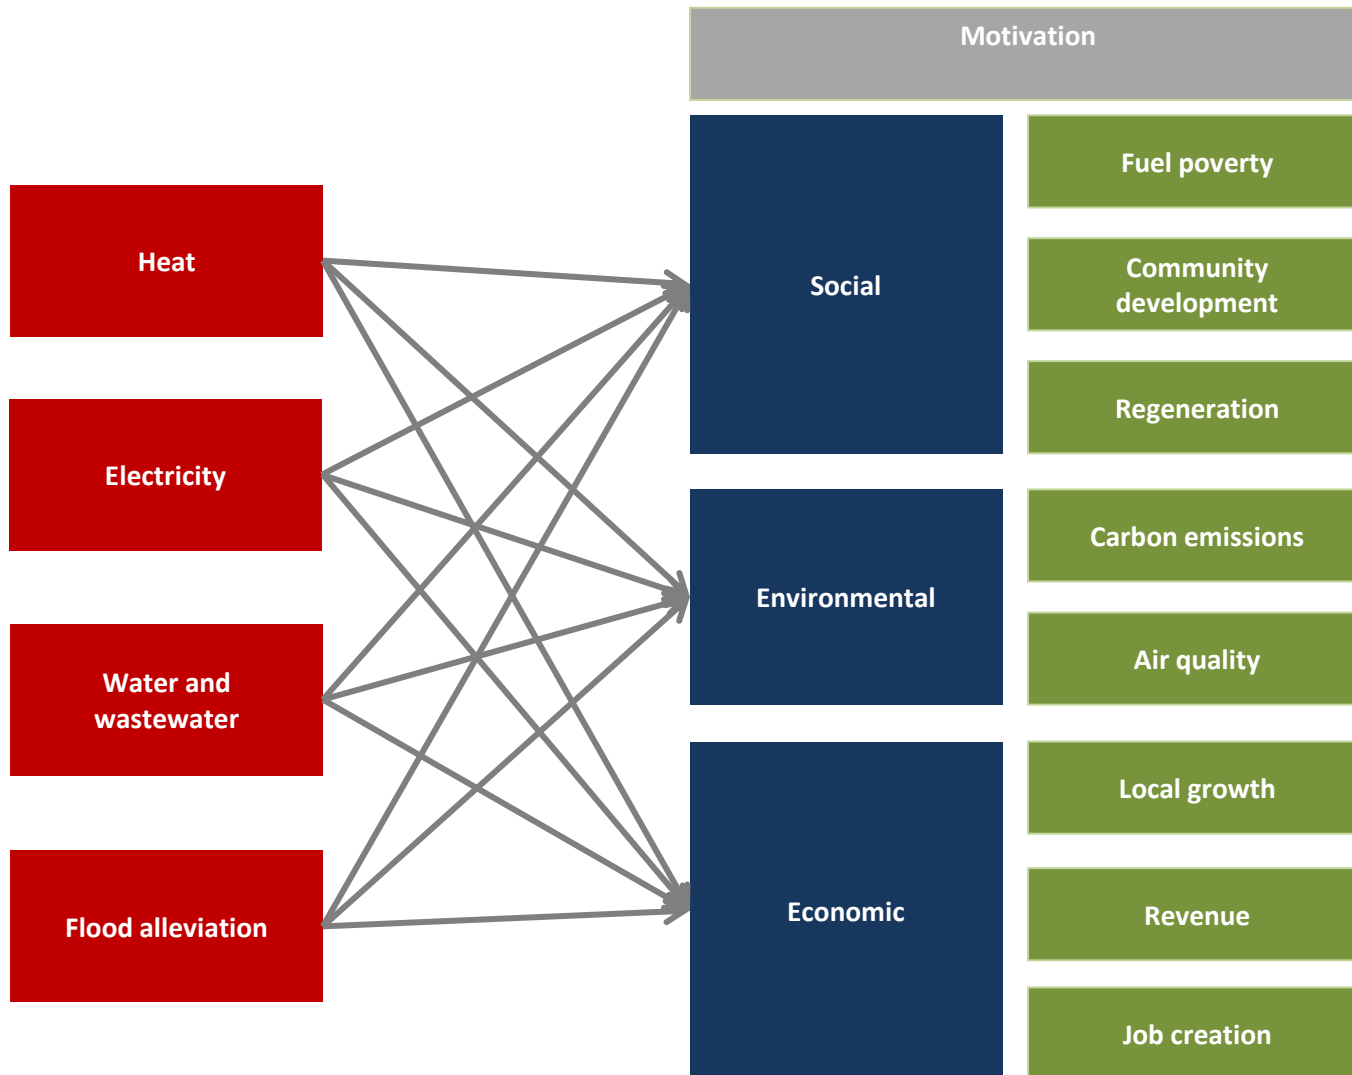 Motivation
Heat
Electricity
Water and
wastewater
Flood alleviation
Social
Environmental
Economic
Fuel poverty
Community
development
Regeneration
Carbon emissions
Air quality
Local growth
Revenue
Job creation